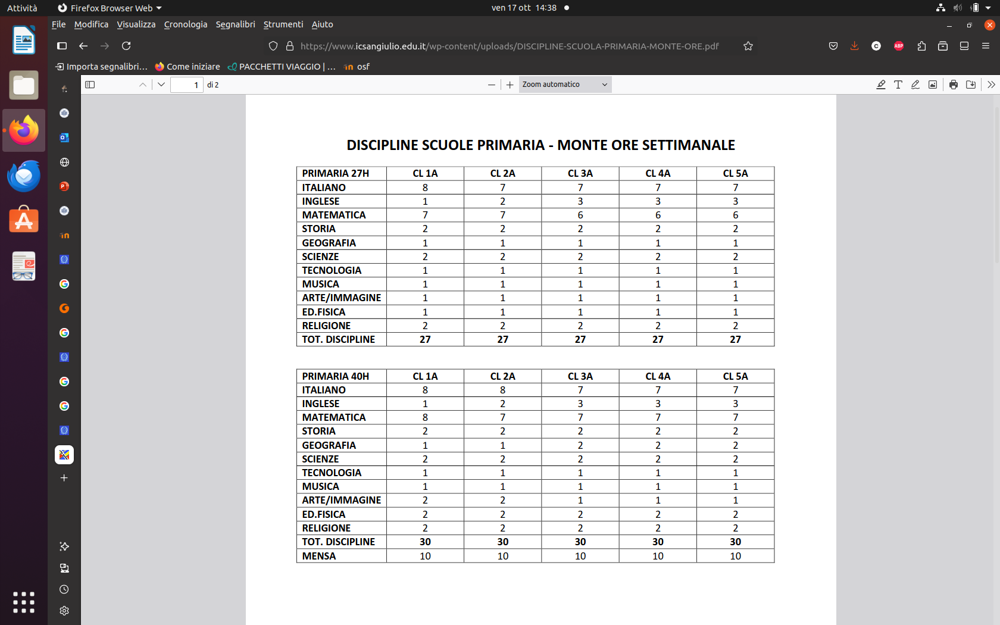 Attività Firefox Browser Web ven 17 ott 14:38
File Modifica Visualizza Cronologia Segnalibri Strumenti Aiuto
https://www.icsangiulio.edu.it/wp-content/uploads/DISCIPLINE-SCUOLA-PRIMARIA-MONTE-ORE.pdf C ABP
Importa segnalibri... Come iniziare PACCHETTI VIAGGIO | ... osf
1 di 2 Zoom automatico
DISCIPLINE SCUOLE PRIMARIA - MONTE ORE SETTIMANALE
PRIMARIA 27H CL 1A CL 2A CL 3A CL 4A CL 5A
ITALIANO 8 7 7 7 7
INGLESE 1 2 3 3 3
MATEMATICA 7 7 6 6 6
STORIA 2 2 2 2 2
GEOGRAFIA 1 1 1 1 1
SCIENZE 2 2 2 2 2
TECNOLOGIA 1 1 1 1 1
MUSICA 1 1 1 1 1
ARTE/IMMAGINE 1 1 1 1 1
ED.FISICA 1 1 1 1 1
RELIGIONE 2 2 2 2 2
TOT. DISCIPLINE 27 27 27 27 27
PRIMARIA 40H CL 1A CL 2A CL 3A CL 4A CL 5A
ITALIANO 8 8 7 7 7
INGLESE 1 2 3 3 3
MATEMATICA 8 7 7 7 7
STORIA 2 2 2 2 2
GEOGRAFIA 1 1 2 2 2
SCIENZE 2 2 2 2 2
TECNOLOGIA 1 1 1 1 1
MUSICA 1 1 1 1 1
ARTE/IMMAGINE 2 2 1 1 1
ED.FISICA 2 2 2 2 2
RELIGIONE 2 2 2 2 2
TOT. DISCIPLINE 30 30 30 30 30
MENSA 10 10 10 10 10